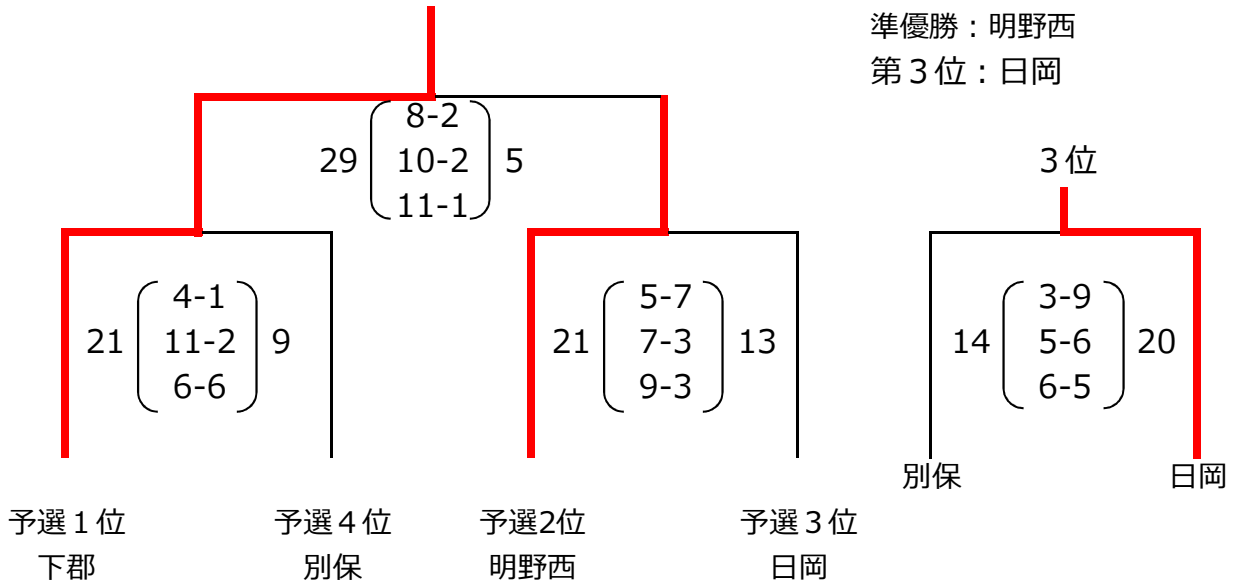 準優勝：明野西
第３位：日岡
8-2
29 10-2 5
11-1
３位
4-1
21 11-2 9
6-6
5-7
21 7-3 13
9-3
3-9
14 5-6 20
6-5
別保 日岡
予選１位 予選４位 予選2位 予選３位
下郡 別保 明野西 日岡